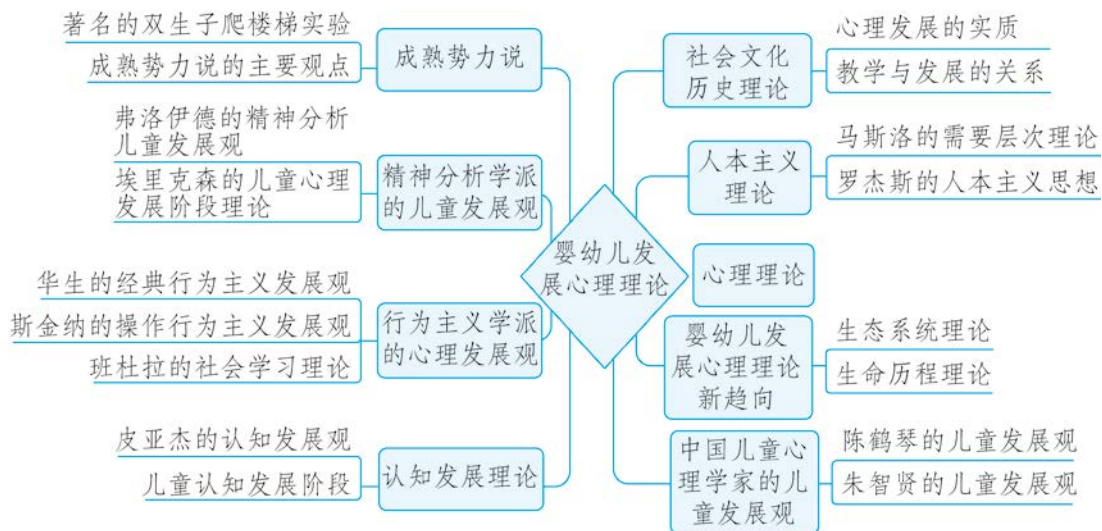 著名的双生子爬楼梯实验
成熟势力说的主要观点
成熟势力说
弗洛伊德的精神分析
儿童发展观
埃里克森的儿童心理
发展阶段理论
精神分析学派
的儿童发展观
华生的经典行为主义发展观
斯金纳的操作行为主义发展观
班杜拉的社会学习理论
行为主义学派
的心理发展观
皮亚杰的认知发展观
儿童认知发展阶段
认知发展理论
婴幼儿发
展心理理论
社会文化
历史理论
心理发展的实质
教学与发展的关系
人本主义
理论
马斯洛的需要层次理论
罗杰斯的人本主义思想
心理理论
婴幼儿发
展心理理论
新趋向
生态系统理论
生命历程理论
中国儿童心
理学家的儿
童发展观
陈鹤琴的儿童发展观
朱智贤的儿童发展观